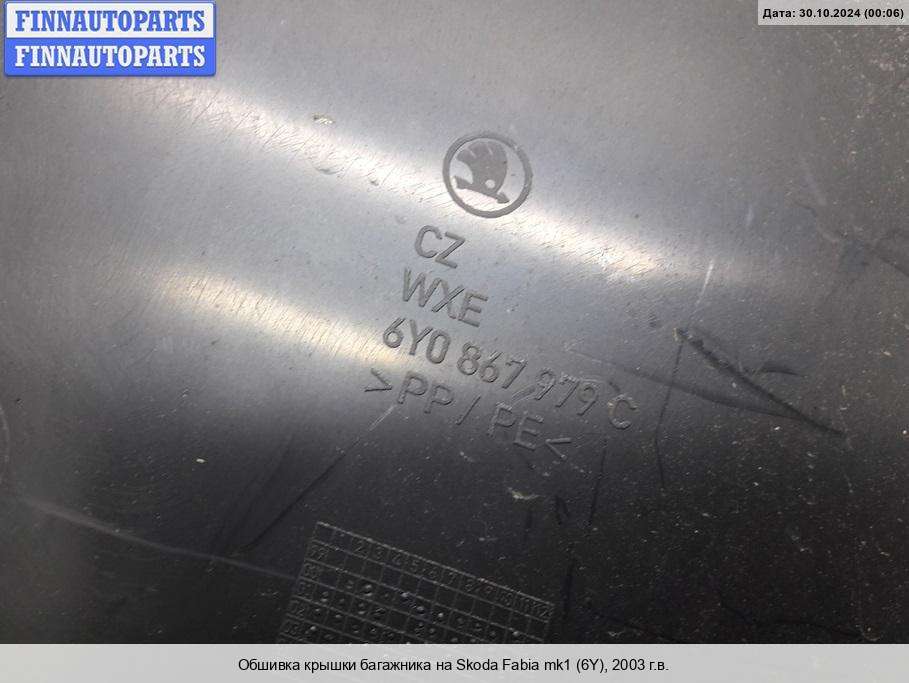 FINNAUTOPARTS
FINNAUTOPARTS
Дата: 30.10.2024 (00:06)
CZ
WXE
6Y0 867 979 C
>PP / PE<
Обшивка крышки багажника на Skoda Fabia mk1 (6Y), 2003 г.в.